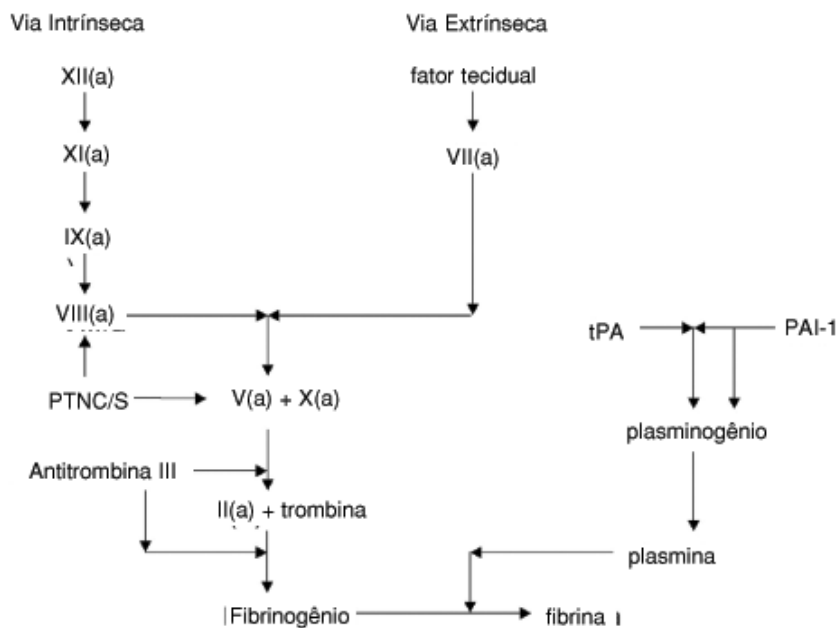 Via Intrínseca
Via Extrínseca
XII(a)
fator tecidual
XI(a)
VII(a)
IX(a)
VIII(a)
tPA
PAI-1
PTNC/S
V(a) + X(a)
plasminogênio
Antitrombina III
II(a) + trombina
plasmina
Fibrinogênio
fibrina